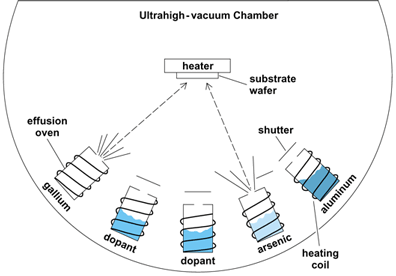 Ultrahigh-vacuum Chamber
heater
substrate
wafer
effusion
oven
shutter
gallium
dopant
dopant
arsenic
aluminum
heating
coil